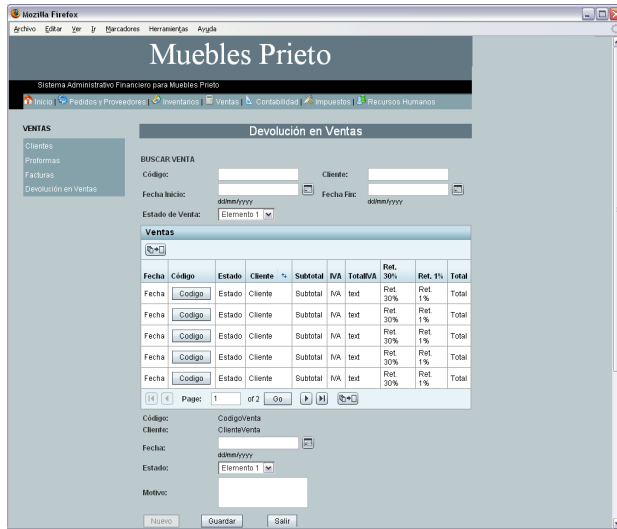 Mozilla Firefox
Archivo Editar Ver Ir Marcadores Herramientas Ayuda
Muebles Prieto
Sistema Administrativo Financiero para Muebles Prieto
Inicio | Pedidos y Proveedores | Inventarios | Ventas | Contabilidad | Impuestos | Recursos Humanos
VENTAS
Clientes
Proformas
Facturas
Devolución en Ventas
Devolución en Ventas
BUSCAR VENTA
Código: Cliente:
Fecha Inicio: Fecha Fin:
dd/mm/yyyy dd/mm/yyyy
Estado de Venta: Elemento 1
Ventas
Fecha Código Estado Cliente Subtotal IVA TotalIVA Ret. 30% Ret. 1% Total
Fecha Codigo Estado Cliente Subtotal IVA text Ret. 30% Ret. 1% Total
Fecha Codigo Estado Cliente Subtotal IVA text Ret. 30% Ret. 1% Total
Fecha Codigo Estado Cliente Subtotal IVA text Ret. 30% Ret. 1% Total
Fecha Codigo Estado Cliente Subtotal IVA text Ret. 30% Ret. 1% Total
Fecha Codigo Estado Cliente Subtotal IVA text Ret. 30% Ret. 1% Total
Page: 1 of 2 Go
Código: CodigoVenta
Cliente: ClienteVenta
Fecha:
dd/mm/yyyy
Estado: Elemento 1
Motivo:
Nuevo Guardar Salir